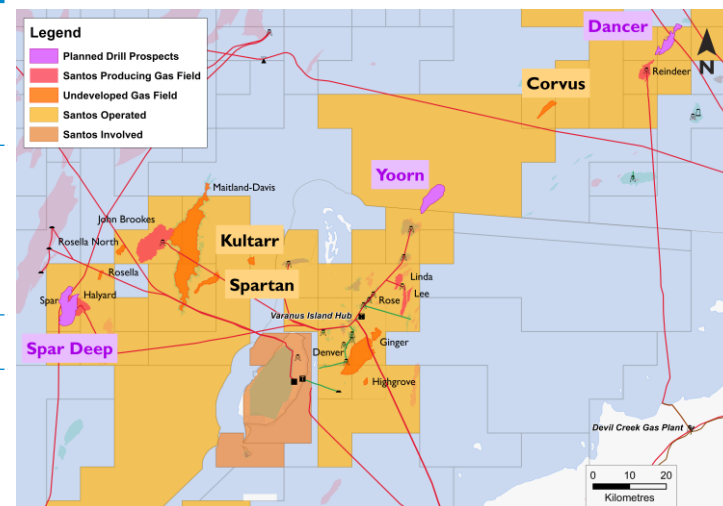 Legend
Planned Drill Prospects
Santos Producing Gas Field
Undeveloped Gas Field
Santos Operated
Santos Involved
Dancer
N
Reindeer
Corvus
Yoorn
Maitland-Davis
John Brookes
Rosella North
Kultarr
Rosella
Spartan
Linda
Lee
Rose
Spar
Halyard
Varanus Island Hub
Spar Deep
Denver
Ginger
Highgrove
Devil Creek Gas Plant
0 10 20
Kilometres